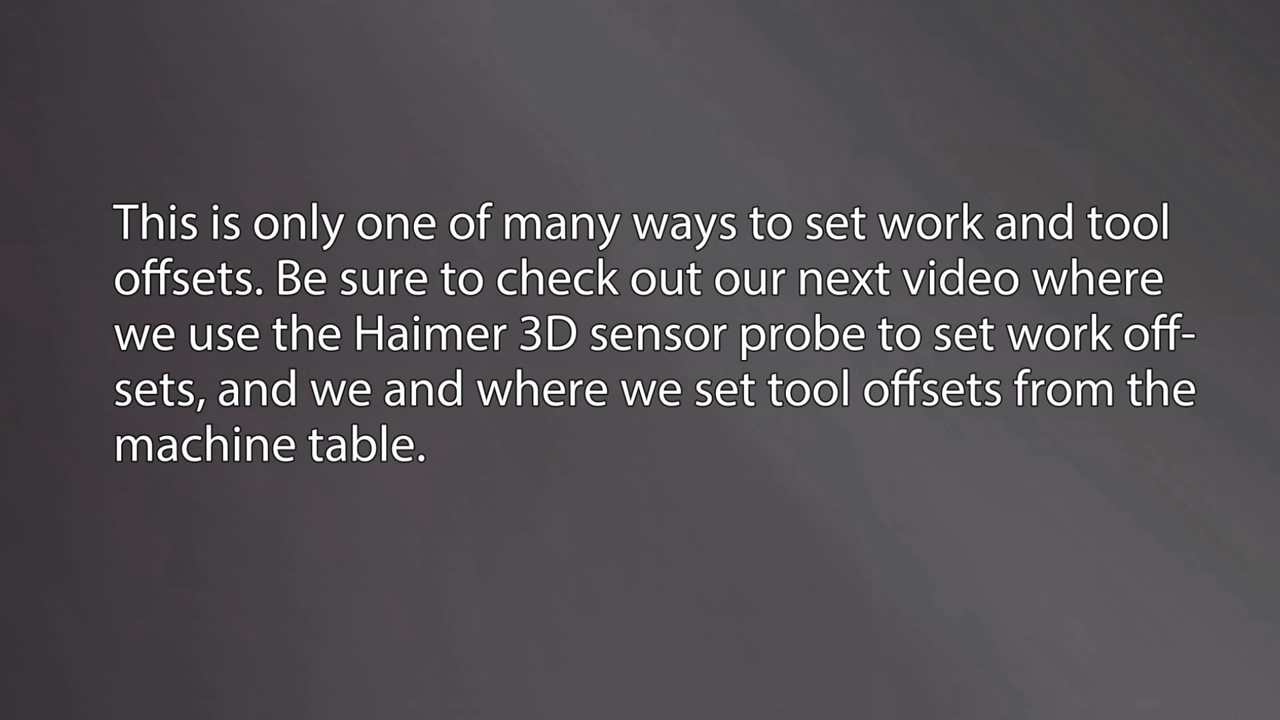 This is only one of many ways to set work and tool
offsets. Be sure to check out our next video where
we use the Haimer 3D sensor probe to set work off-
sets, and we and where we set tool offsets from the
machine table.